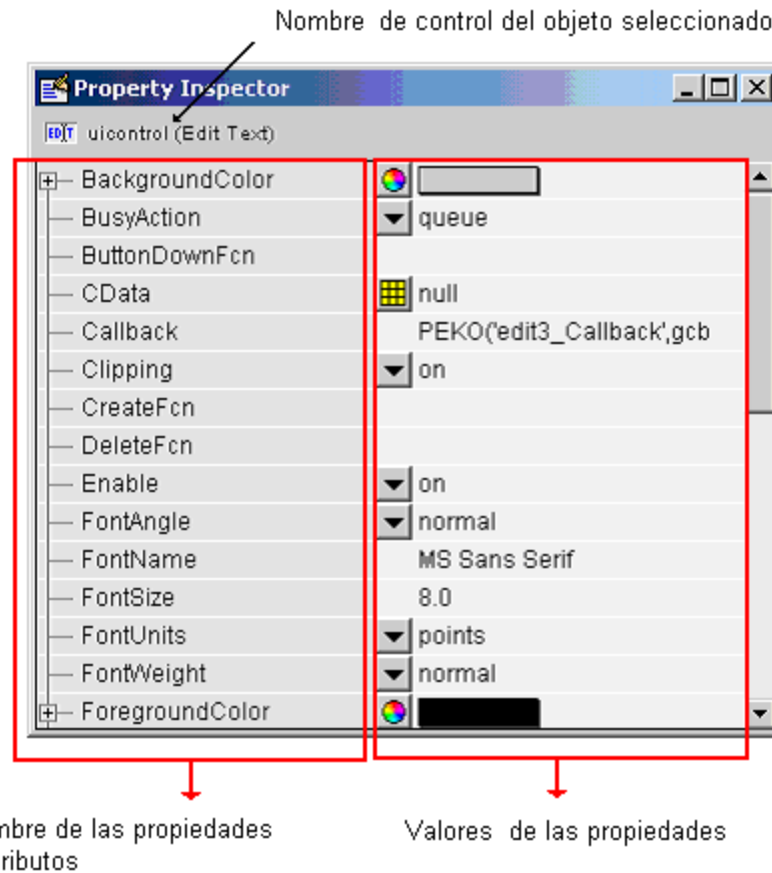 Nombre de control del objeto seleccionado
Property Inspector
EDIT uicontrol (Edit Text)
BackgroundColor
BusyAction queue
ButtonDownFcn
CData null
Callback PEKO('edit3_Callback',gcb
Clipping on
CreateFcn
DeleteFcn
Enable on
FontAngle normal
FontName MS Sans Serif
FontSize 8.0
FontUnits points
FontWeight normal
ForegroundColor
mbre de las propiedades
ributos
Valores de las propiedades